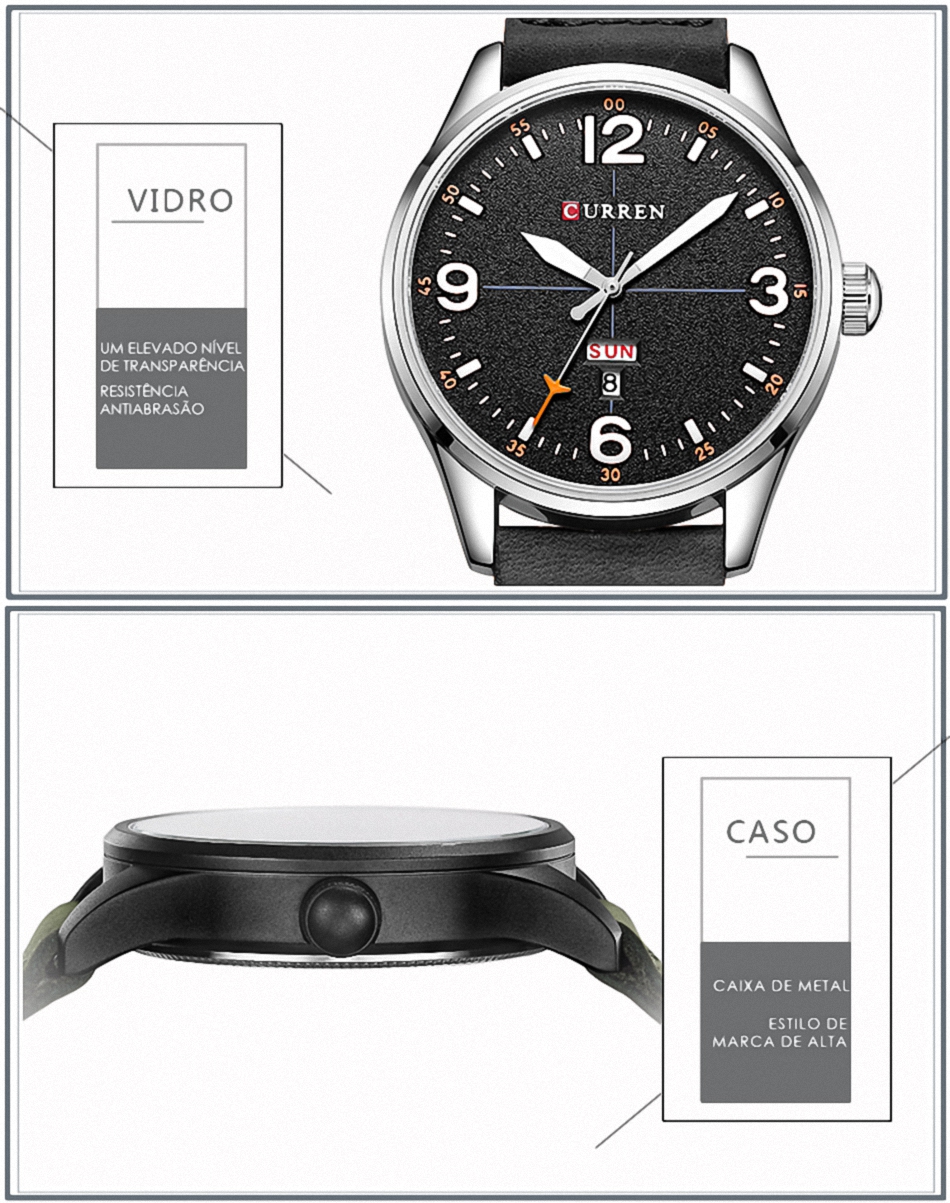 VIDRO
UM ELEVADO NÍVEL
DE TRANSPARÊNCIA
RESISTÊNCIA
ANTIABRASÃO
00
55
05
12
50
10
CURREN
45
9
3
15
SUN
8
40
20
6
35
25
30
CASO
CAIXA DE METAL
ESTILO DE
MARCA DE ALTA